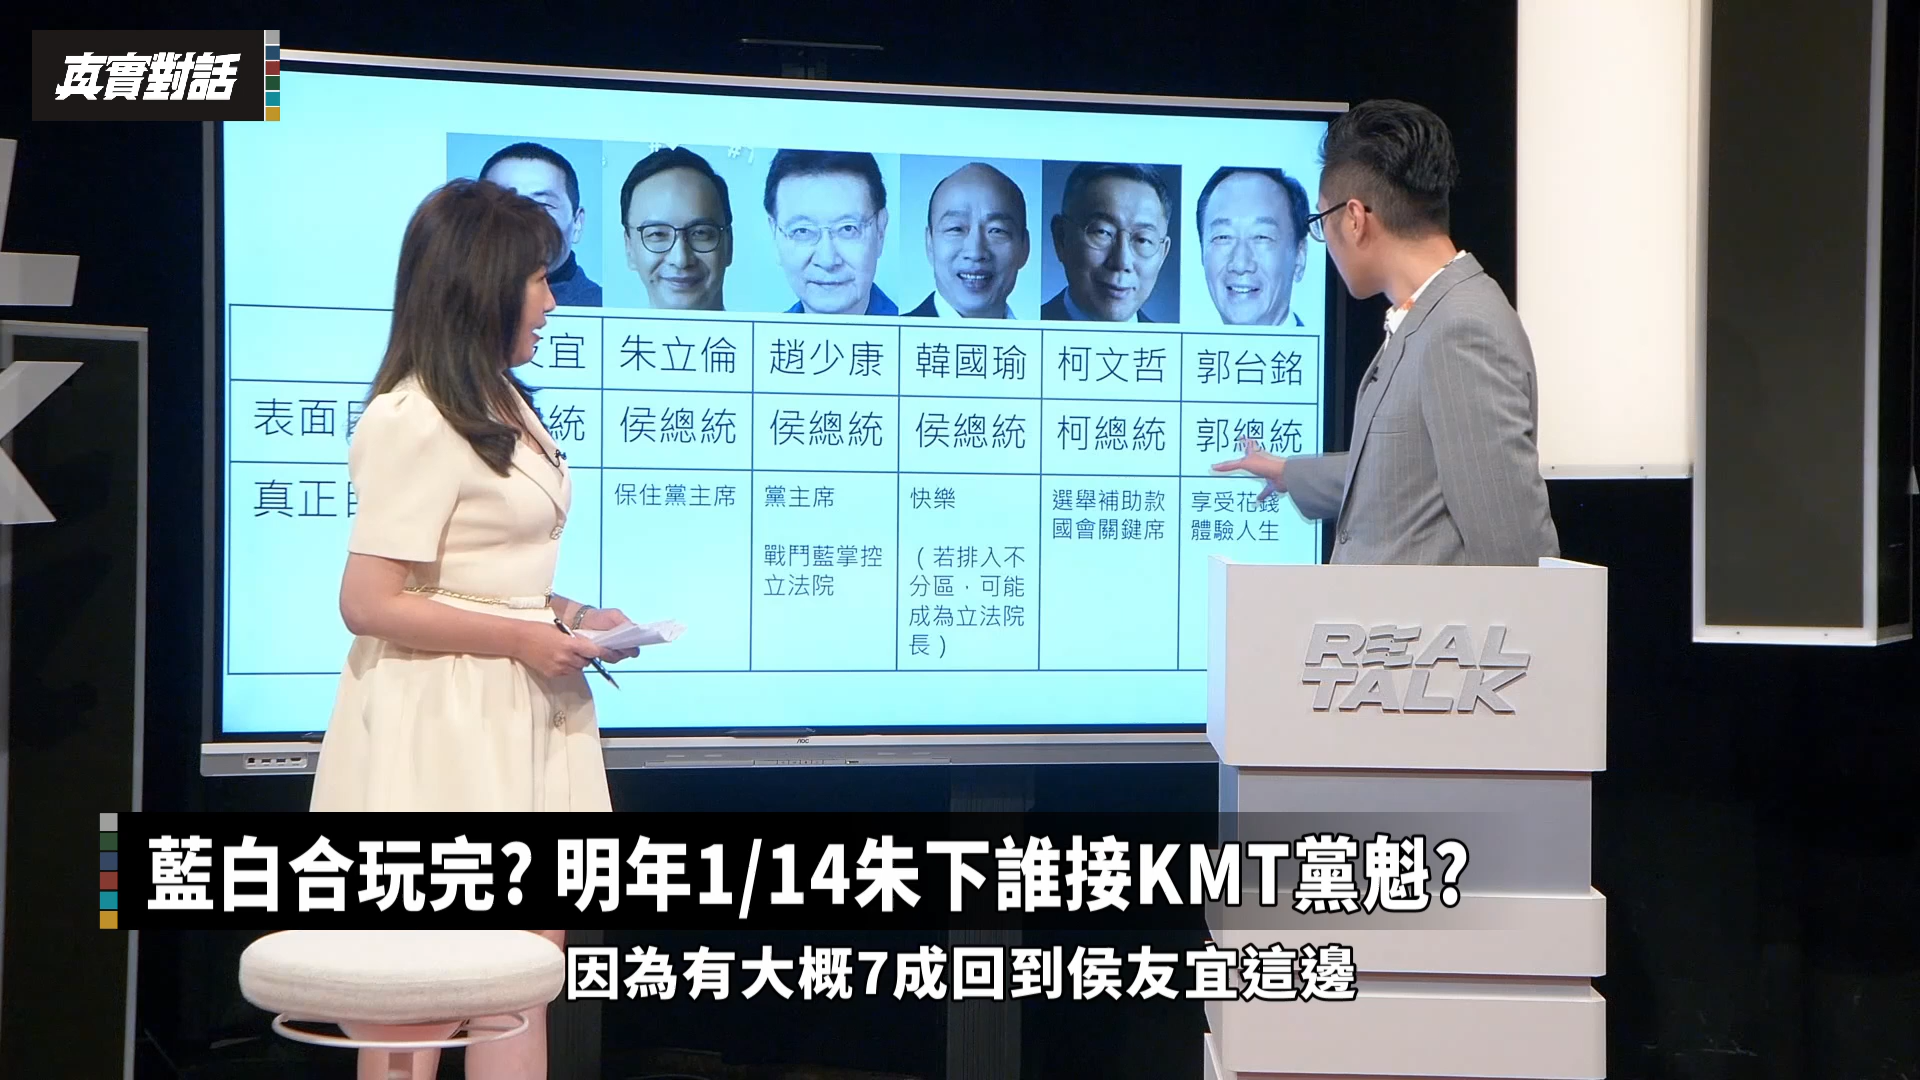 真實對話
友宜
朱立倫
趙少康
韓國瑜
柯文哲
郭台銘
表面
總統
侯總統
侯總統
侯總統
柯總統
郭總統
真正
保住黨主席
黨主席
戰鬥藍掌控
立法院
快樂
(若排入不
分區,可能
成為立法院
長)
選舉補助款
國會關鍵席
享受花錢
體驗人生
AOC
REAL
TALK
藍白合玩完? 明年1/14朱下誰接KMT黨魁?
因為有大概7成回到侯友宜這邊